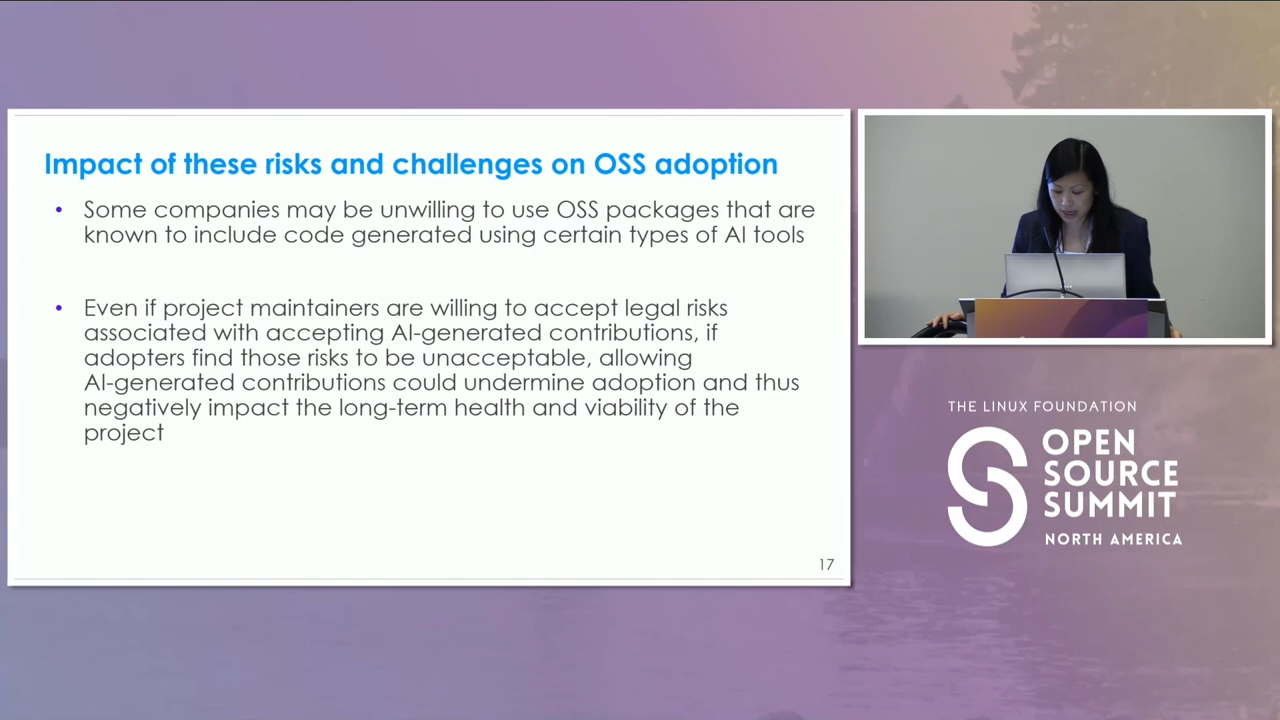 Impact of these risks and challenges on OSS adoption
• Some companies may be unwilling to use OSS packages that are
known to include code generated using certain types of AI tools
• Even if project maintainers are willing to accept legal risks
associated with accepting AI-generated contributions, if
adopters find those risks to be unacceptable, allowing
AI-generated contributions could undermine adoption and thus
negatively impact the long-term health and viability of the
project
17
THE LINUX FOUNDATION
OPEN
SOURCE
SUMMIT
NORTH AMERICA